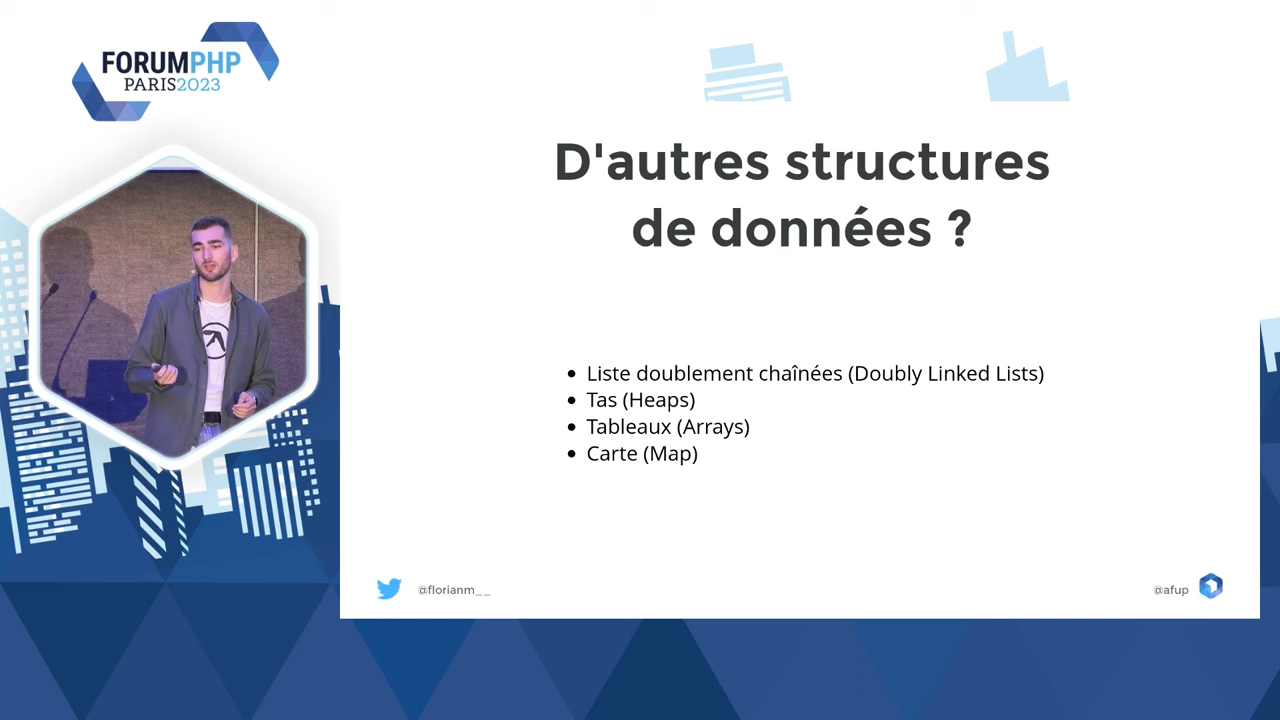 FORUMPHP
PARIS2023
D'autres structures
de données ?
• Liste doublement chaînées (Doubly Linked Lists)
• Tas (Heaps)
• Tableaux (Arrays)
• Carte (Map)
@florianm__
@afup